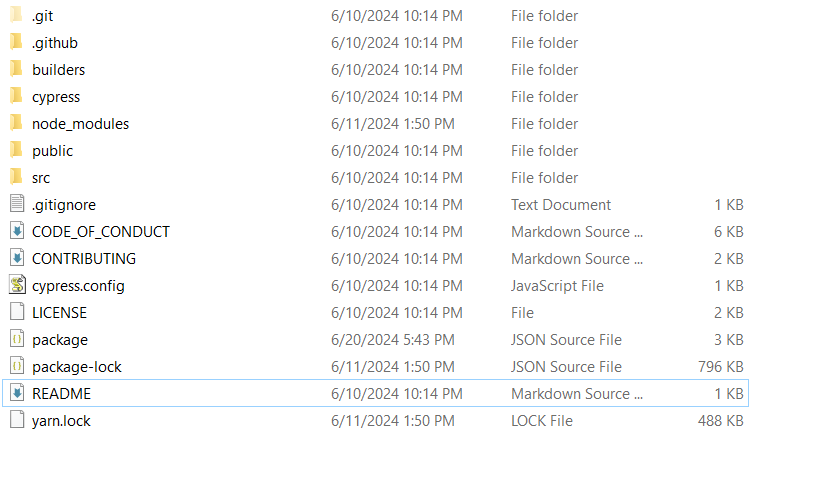 .git 6/10/2024 10:14 PM File folder
.github 6/10/2024 10:14 PM File folder
builders 6/10/2024 10:14 PM File folder
cypress 6/10/2024 10:14 PM File folder
node_modules 6/11/2024 1:50 PM File folder
public 6/10/2024 10:14 PM File folder
src 6/10/2024 10:14 PM File folder
.gitignore 6/10/2024 10:14 PM Text Document 1 KB
CODE_OF_CONDUCT 6/10/2024 10:14 PM Markdown Source ... 6 KB
CONTRIBUTING 6/10/2024 10:14 PM Markdown Source ... 2 KB
cypress.config 6/10/2024 10:14 PM JavaScript File 1 KB
LICENSE 6/10/2024 10:14 PM File 2 KB
package 6/20/2024 5:43 PM JSON Source File 3 KB
package-lock 6/11/2024 1:50 PM JSON Source File 796 KB
README 6/10/2024 10:14 PM Markdown Source ... 1 KB
yarn.lock 6/11/2024 1:50 PM LOCK File 488 KB